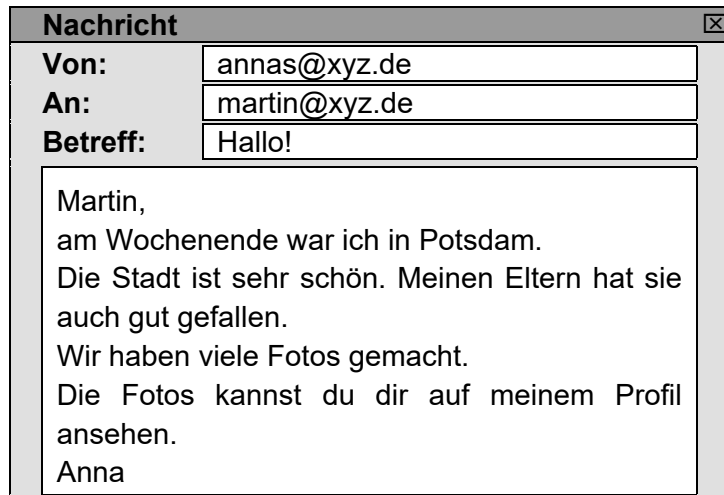 Nachricht
Von: annas@xyz.de
An: martin@xyz.de
Betreff: Hallo!
Martin,
am Wochenende war ich in Potsdam.
Die Stadt ist sehr schön. Meinen Eltern hat sie
auch gut gefallen.
Wir haben viele Fotos gemacht.
Die Fotos kannst du dir auf meinem Profil
ansehen.
Anna